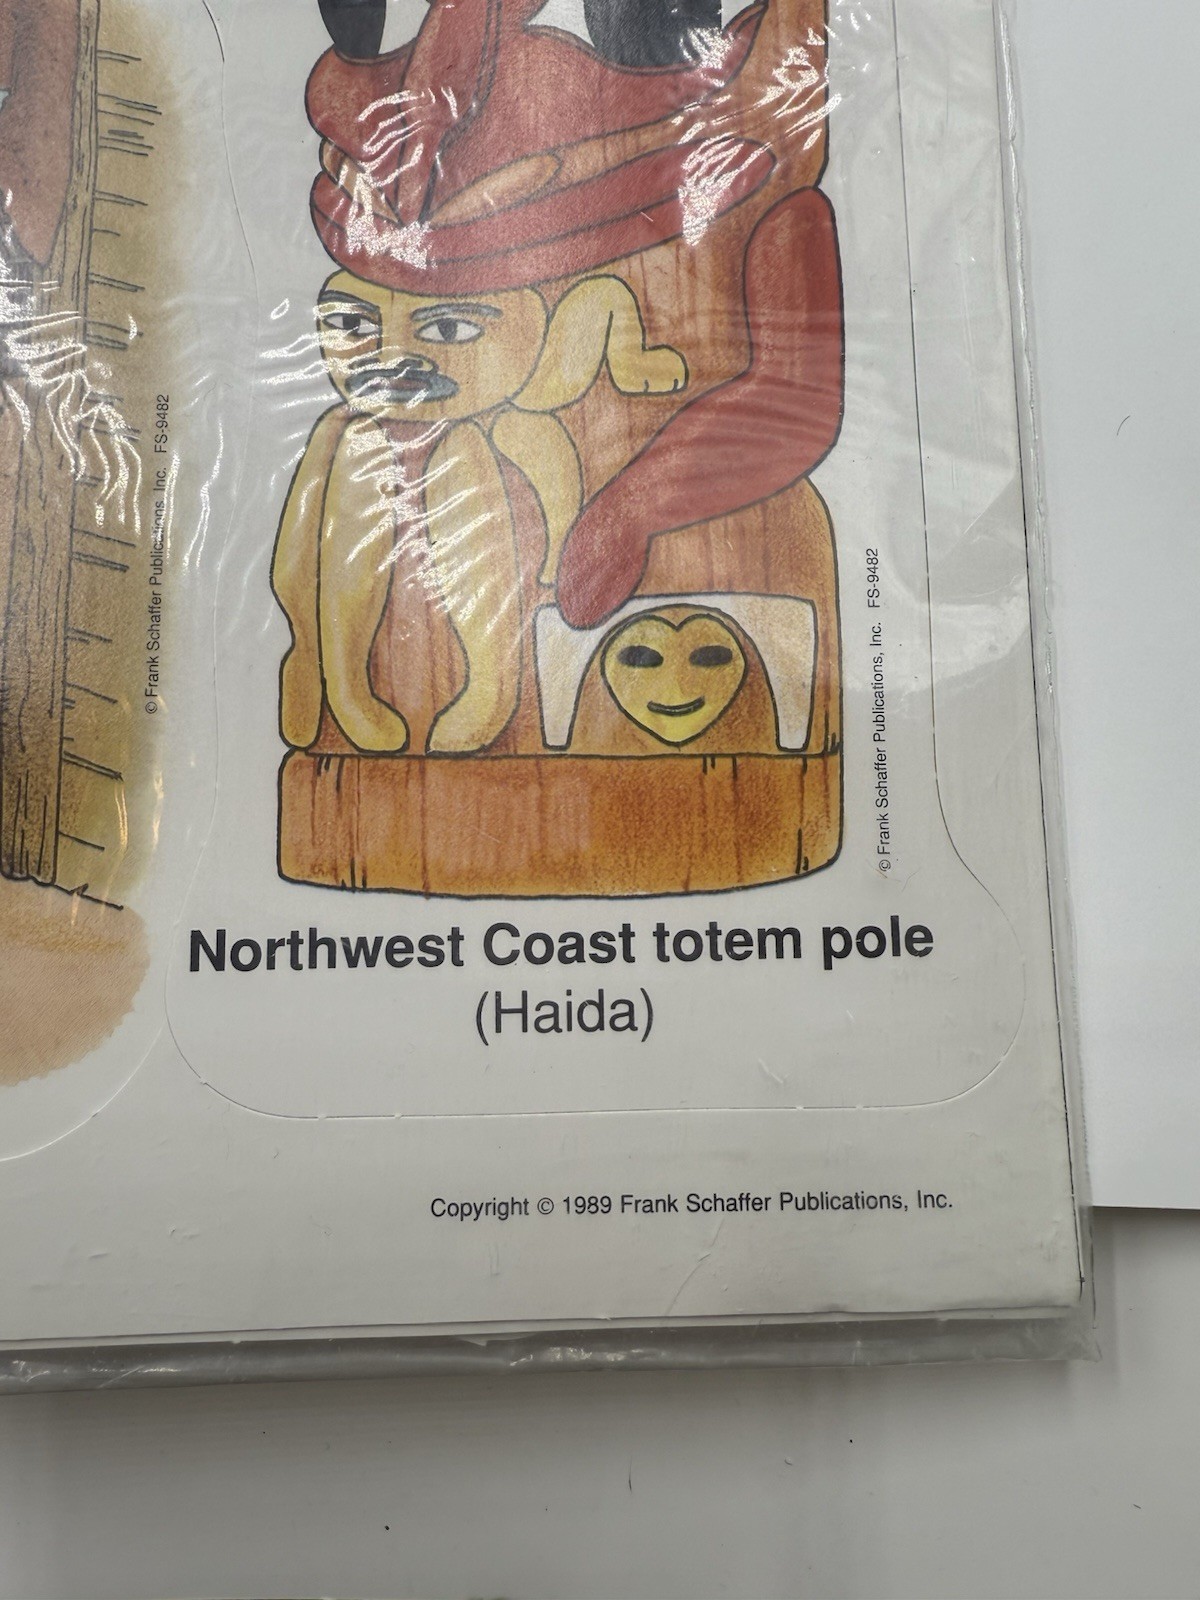 © Frank Schaffer Publications, Inc. FS-9482
© Frank Schaffer Publications, Inc. FS-9482
Northwest Coast totem pole
(Haida)
Copyright © 1989 Frank Schaffer Publications, Inc.